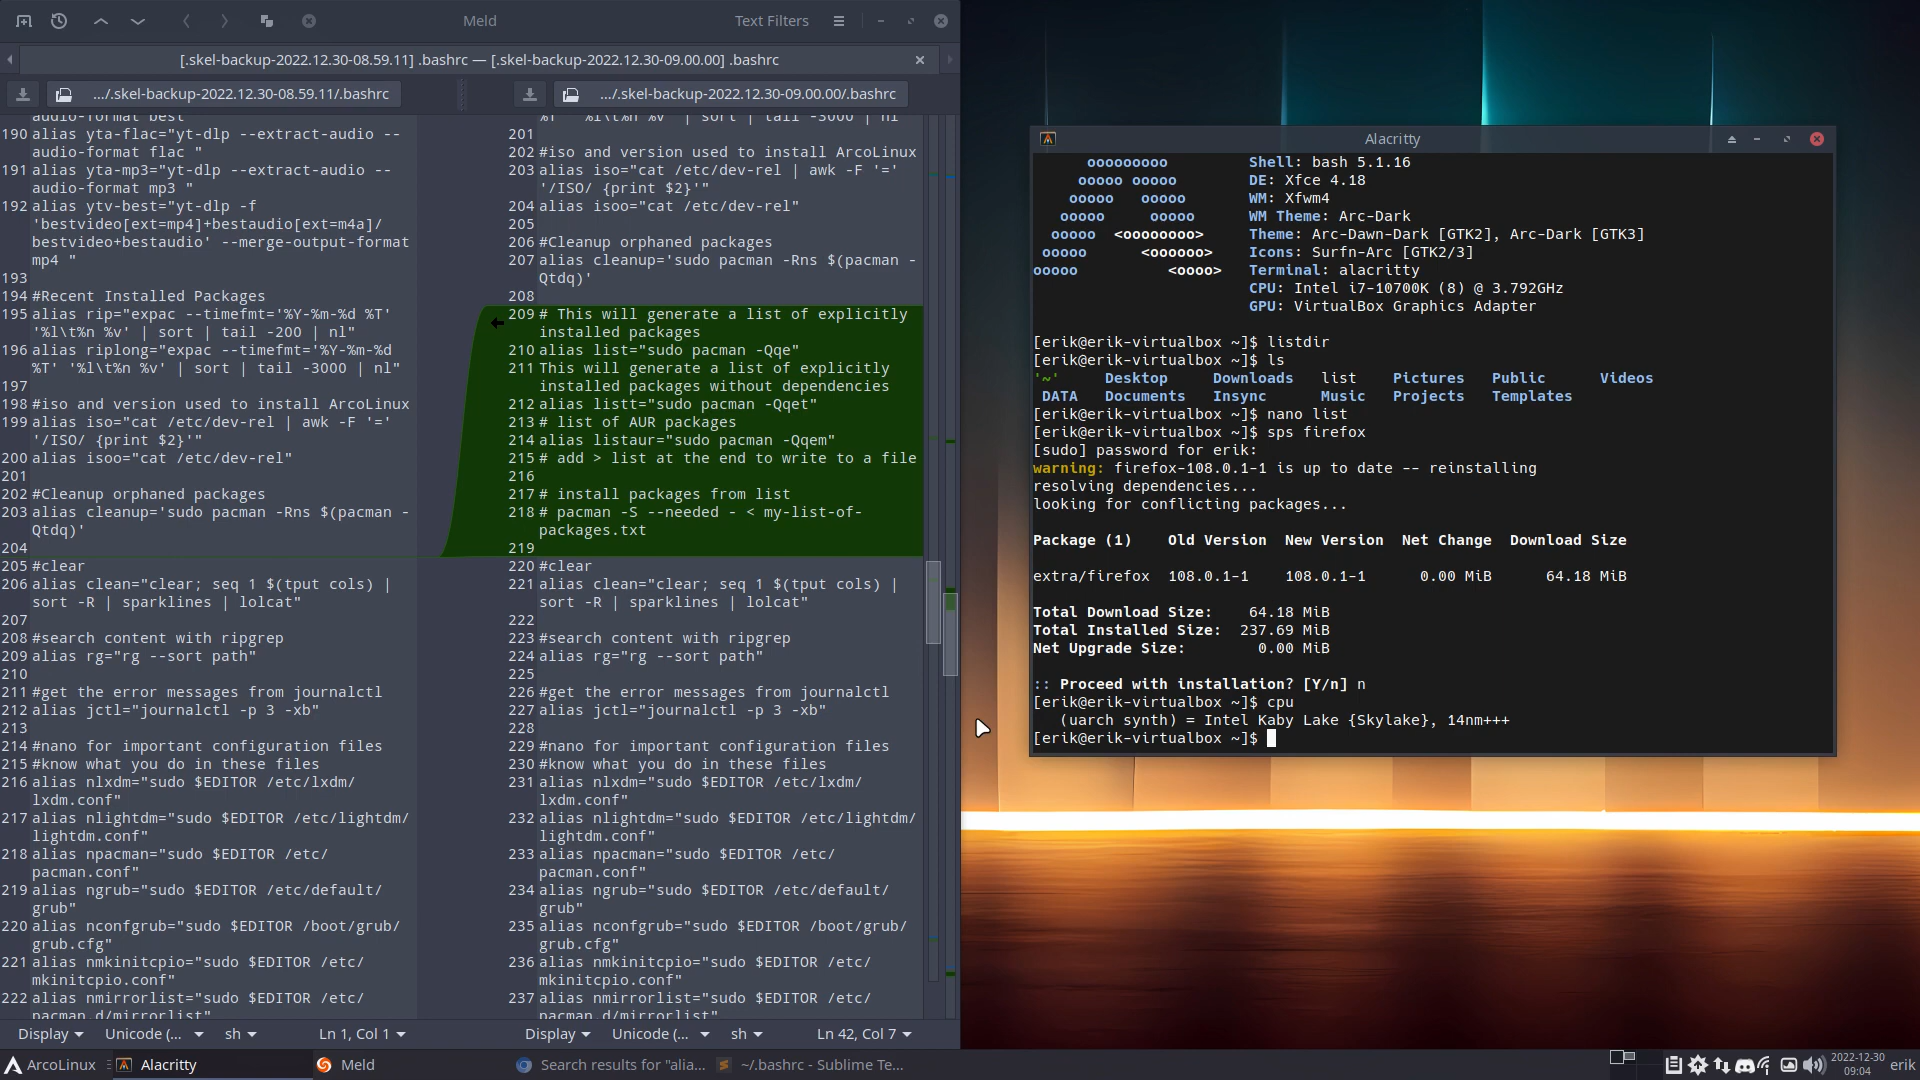 Meld
Text Filters
[.skel-backup-2022.12.30-08.59.11] .bashrc — [.skel-backup-2022.12.30-09.00.00] .bashrc
.../.skel-backup-2022.12.30-08.59.11/.bashrc
.../.skel-backup-2022.12.30-09.00.00/.bashrc
audio-format best"
190 alias yta-flac="yt-dlp --extract-audio --
audio-format flac "
191 alias yta-mp3="yt-dlp --extract-audio --
audio-format mp3 "
192 alias ytv-best="yt-dlp -f
'bestvideo[ext=mp4]+bestaudio[ext=m4a]/
bestvideo+bestaudio' --merge-output-format
mp4 "
193
194 #Recent Installed Packages
195 alias rip="expac --timefmt='%Y-%m-%d %T'
'%l\t%n %v' | sort | tail -200 | nl"
196 alias riplong="expac --timefmt='%Y-%m-%d
%T' '%l\t%n %v' | sort | tail -3000 | nl"
197
198 #iso and version used to install ArcoLinux
199 alias iso="cat /etc/dev-rel | awk -F '='
'/ISO/ {print $2}'"
200 alias isoo="cat /etc/dev-rel"
201
202 #Cleanup orphaned packages
203 alias cleanup='sudo pacman -Rns $(pacman -
Qtdq)'
204
205 #clear
206 alias clean="clear; seq 1 $(tput cols) |
sort -R | sparklines | lolcat"
207
208 #search content with ripgrep
209 alias rg="rg --sort path"
210
211 #get the error messages from journalctl
212 alias jctl="journalctl -p 3 -xb"
213
214 #nano for important configuration files
215 #know what you do in these files
216 alias nlxdm="sudo $EDITOR /etc/lxdm/
lxdm.conf"
217 alias nlightdm="sudo $EDITOR /etc/lightdm/
lightdm.conf"
218 alias npacman="sudo $EDITOR /etc/
pacman.conf"
219 alias ngrub="sudo $EDITOR /etc/default/
grub"
220 alias nconfgrub="sudo $EDITOR /boot/grub/
grub.cfg"
221 alias nmkinitcpio="sudo $EDITOR /etc/
mkinitcpio.conf"
222 alias nmirrorlist="sudo $EDITOR /etc/
pacman.d/mirrorlist"
%T' '%l\t%n %v' | sort | tail -3000 | nl"
201
202 #iso and version used to install ArcoLinux
203 alias iso="cat /etc/dev-rel | awk -F '='
'/ISO/ {print $2}'"
204 alias isoo="cat /etc/dev-rel"
205
206 #Cleanup orphaned packages
207 alias cleanup='sudo pacman -Rns $(pacman -
Qtdq)'
208
209 # This will generate a list of explicitly
installed packages
210 alias list="sudo pacman -Qqe"
211 This will generate a list of explicitly
installed packages without dependencies
212 alias listt="sudo pacman -Qqet"
213 # list of AUR packages
214 alias listaur="sudo pacman -Qqem"
215 # add > list at the end to write to a file
216
217 # install packages from list
218 # pacman -S --needed - < my-list-of-
packages.txt
219
220 #clear
221 alias clean="clear; seq 1 $(tput cols) |
sort -R | sparklines | lolcat"
222
223 #search content with ripgrep
224 alias rg="rg --sort path"
225
226 #get the error messages from journalctl
227 alias jctl="journalctl -p 3 -xb"
228
229 #nano for important configuration files
230 #know what you do in these files
231 alias nlxdm="sudo $EDITOR /etc/lxdm/
lxdm.conf"
232 alias nlightdm="sudo $EDITOR /etc/lightdm/
lightdm.conf"
233 alias npacman="sudo $EDITOR /etc/
pacman.conf"
234 alias ngrub="sudo $EDITOR /etc/default/
grub"
235 alias nconfgrub="sudo $EDITOR /boot/grub/
grub.cfg"
236 alias nmkinitcpio="sudo $EDITOR /etc/
mkinitcpio.conf"
237 alias nmirrorlist="sudo $EDITOR /etc/
pacman.d/mirrorlist"
Display Unicode (... sh Ln 1, Col 1
Display Unicode (... sh Ln 42, Col 7
Alacritty
ooooooooo Shell: bash 5.1.16
ooooo ooooo DE: Xfce 4.18
ooooo ooooo WM: Xfwm4
ooooo ooooo WM Theme: Arc-Dark
ooooo <oooooooo> Theme: Arc-Dawn-Dark [GTK2], Arc-Dark [GTK3]
ooooo <oooooo> Icons: Surfn-Arc [GTK2/3]
ooooo <oooo> Terminal: alacritty
CPU: Intel i7-10700K (8) @ 3.792GHz
GPU: VirtualBox Graphics Adapter
[erik@erik-virtualbox ~]$ listdir
[erik@erik-virtualbox ~]$ ls
'~' Desktop Downloads list Pictures Public Videos
DATA Documents Insync Music Projects Templates
[erik@erik-virtualbox ~]$ nano list
[erik@erik-virtualbox ~]$ sps firefox
[sudo] password for erik:
warning: firefox-108.0.1-1 is up to date -- reinstalling
resolving dependencies...
looking for conflicting packages...
Package (1) Old Version New Version Net Change Download Size
extra/firefox 108.0.1-1 108.0.1-1 0.00 MiB 64.18 MiB
Total Download Size: 64.18 MiB
Total Installed Size: 237.69 MiB
Net Upgrade Size: 0.00 MiB
:: Proceed with installation? [Y/n] n
[erik@erik-virtualbox ~]$ cpu
(uarch synth) = Intel Kaby Lake {Skylake}, 14nm+++
[erik@erik-virtualbox ~]$
ArcoLinux
Alacritty
Meld
Search results for "alia...
~/.bashrc - Sublime Te...
2022-12-30
09:04
erik